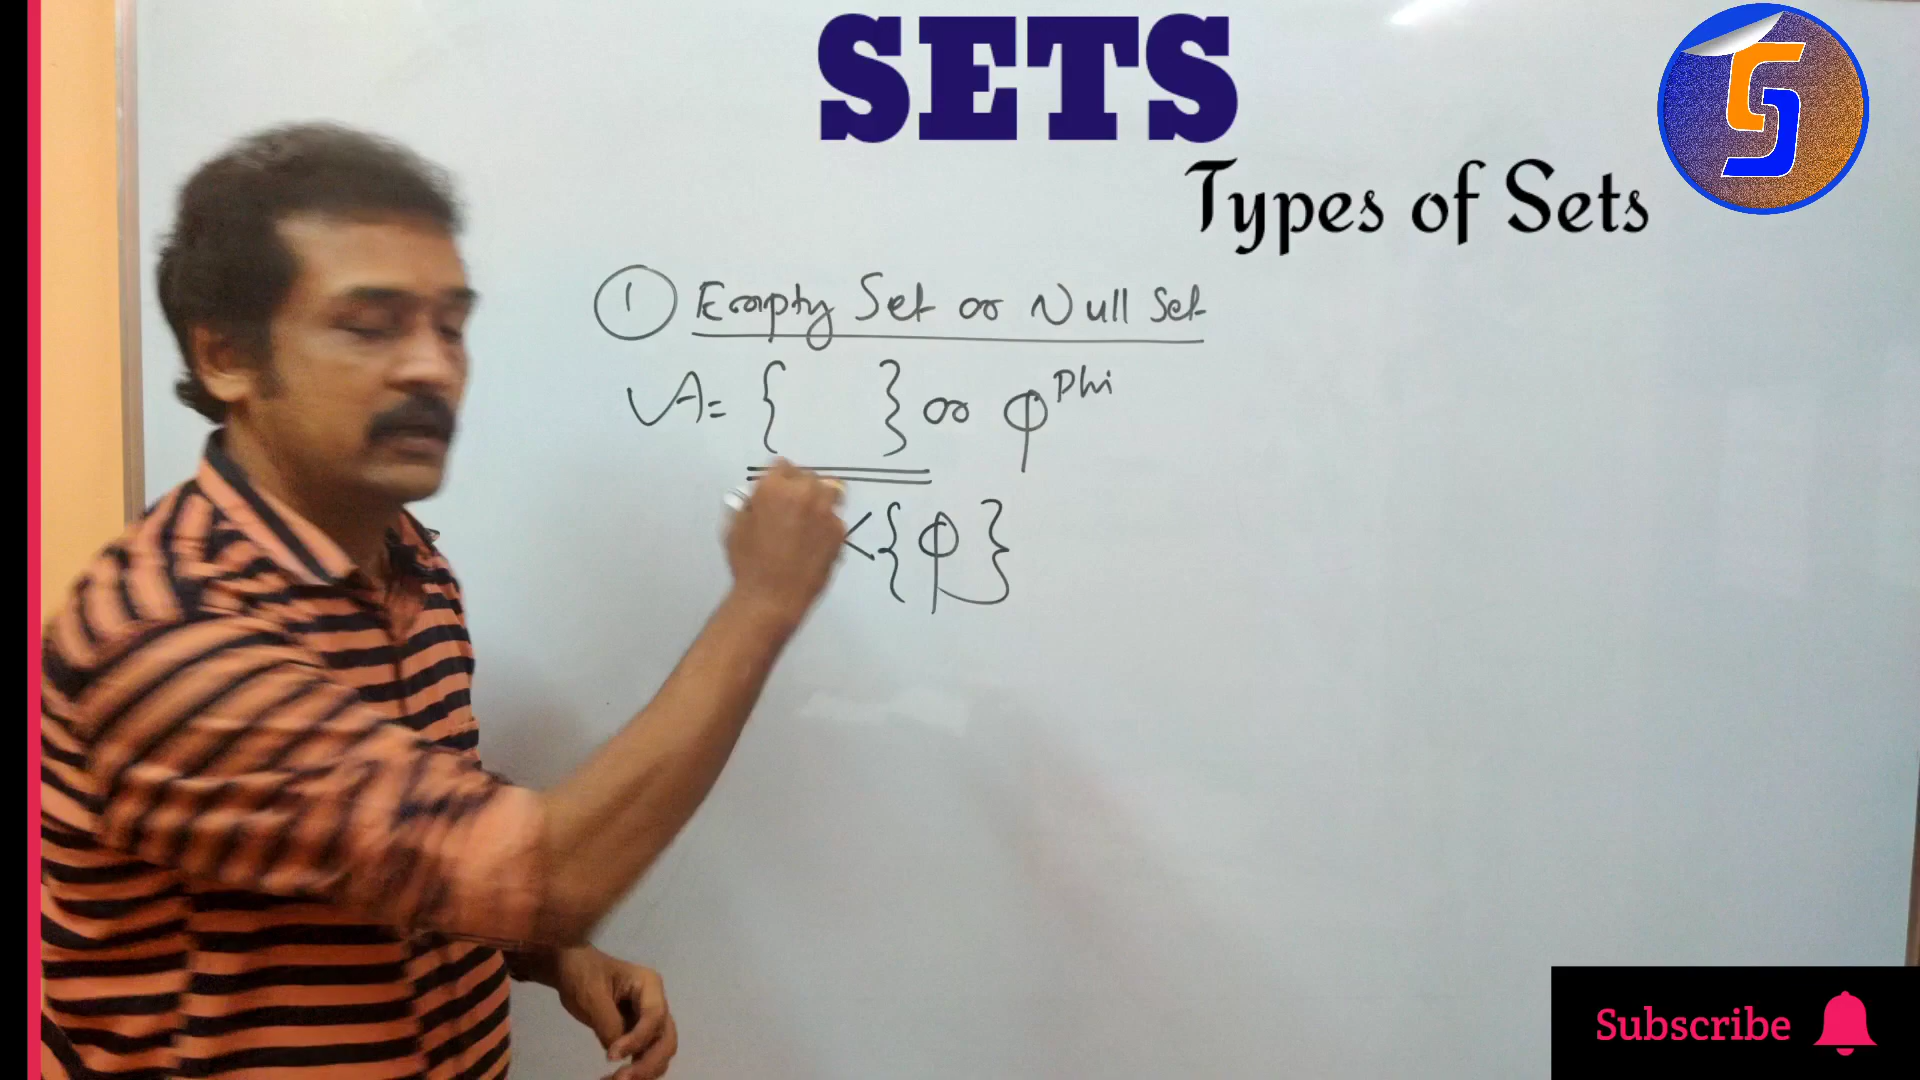 SETS
Types of Sets
① Empty Set or Null Set
A = { } or φ Phi
{ φ }
Subscribe